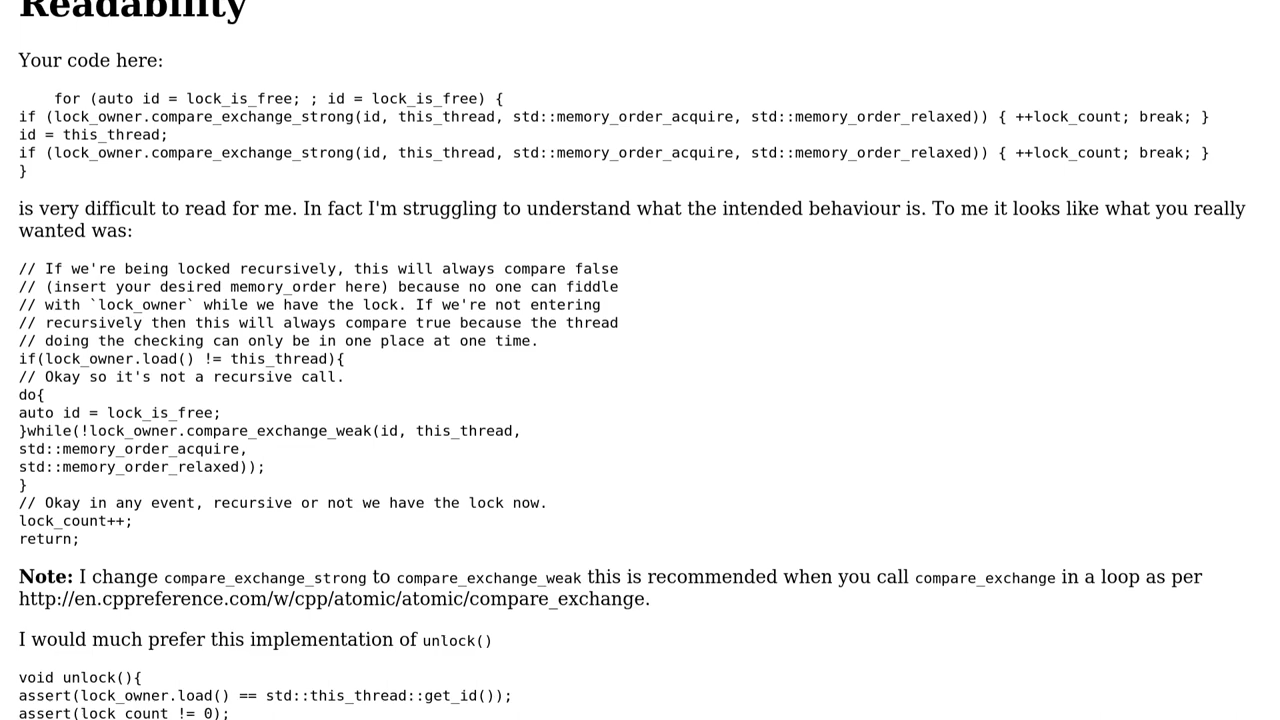 Readability
Your code here:
for (auto id = lock_is_free; ; id = lock_is_free) {
if (lock_owner.compare_exchange_strong(id, this_thread, std::memory_order_acquire, std::memory_order_relaxed)) { ++lock_count; break; }
id = this_thread;
if (lock_owner.compare_exchange_strong(id, this_thread, std::memory_order_acquire, std::memory_order_relaxed)) { ++lock_count; break; }
}
is very difficult to read for me. In fact I'm struggling to understand what the intended behaviour is. To me it looks like what you really
wanted was:
// If we're being locked recursively, this will always compare false
// (insert your desired memory_order here) because no one can fiddle
// with `lock_owner` while we have the lock. If we're not entering
// recursively then this will always compare true because the thread
// doing the checking can only be in one place at one time.
if(lock_owner.load() != this_thread){
// Okay so it's not a recursive call.
do{
auto id = lock_is_free;
}while(!lock_owner.compare_exchange_weak(id, this_thread,
std::memory_order_acquire,
std::memory_order_relaxed));
}
// Okay in any event, recursive or not we have the lock now.
lock_count++;
return;
Note: I change compare_exchange_strong to compare_exchange_weak this is recommended when you call compare_exchange in a loop as per
http://en.cppreference.com/w/cpp/atomic/atomic/compare_exchange.
I would much prefer this implementation of unlock()
void unlock(){
assert(lock_owner.load() == std::this_thread::get_id());
assert(lock_count != 0);